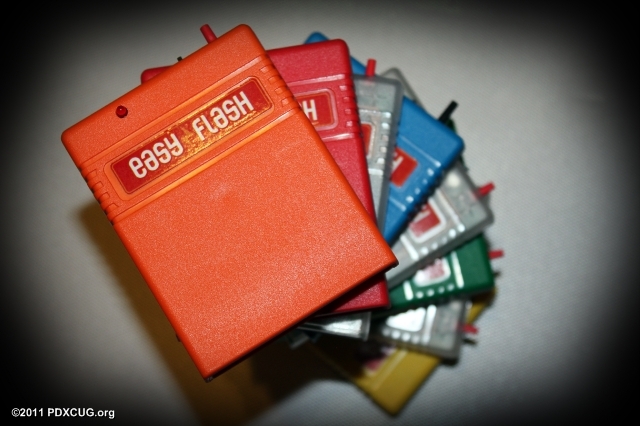 easy flash
H
H
©2011 PDXCUG.org